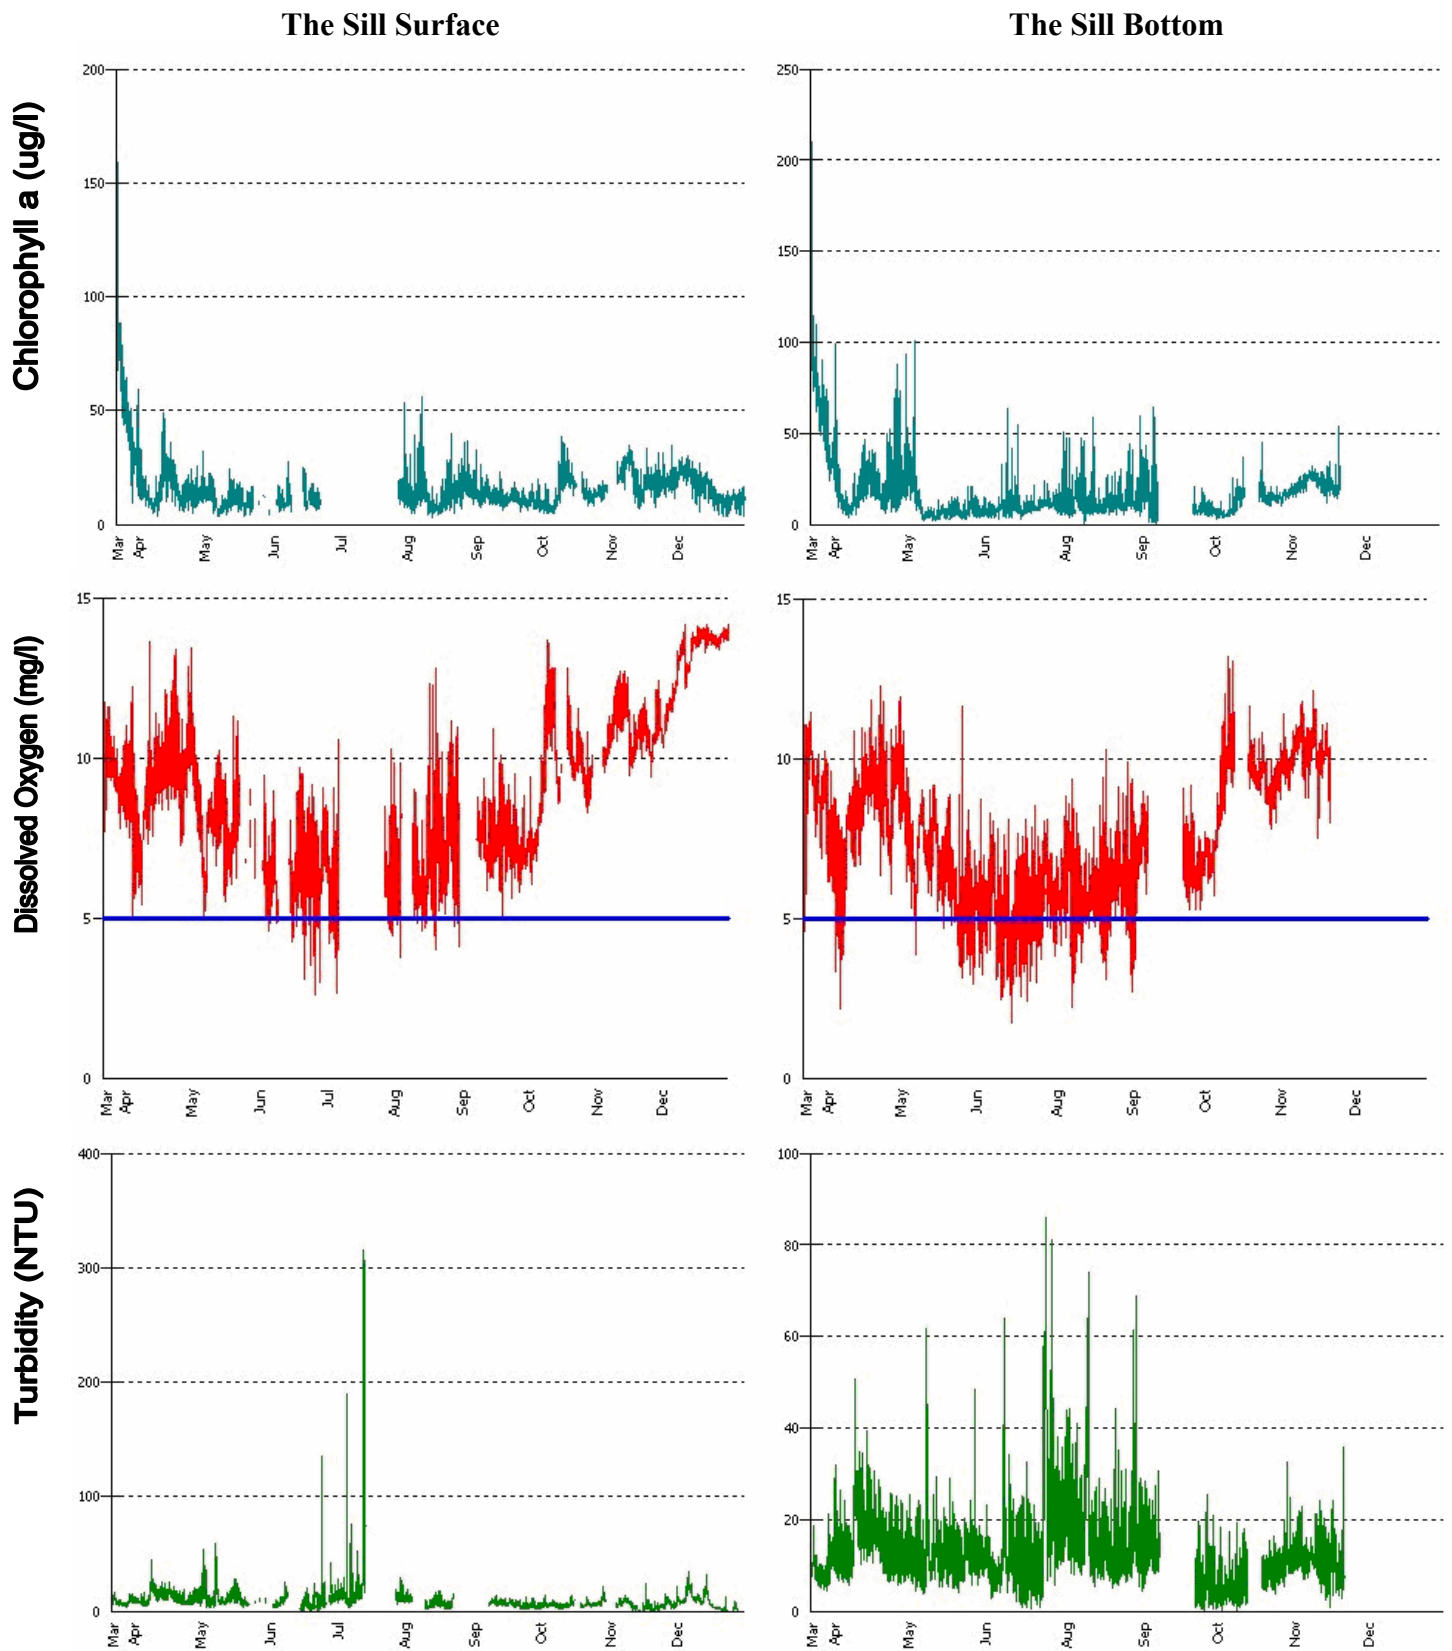 The Sill Surface
The Sill Bottom
Chlorophyll a (ug/l)
200
150
100
50
0
Mar Apr May Jun Jul Aug Sep Oct Nov Dec
250
200
150
100
50
0
Mar Apr May Jun Aug Sep Oct Nov Dec
Dissolved Oxygen (mg/l)
15
10
5
0
Mar Apr May Jun Jul Aug Sep Oct Nov Dec
15
10
5
0
Mar Apr May Jun Aug Sep Oct Nov Dec
Turbidity (NTU)
400
300
200
100
0
Mar Apr May Jun Jul Aug Sep Oct Nov Dec
100
80
60
40
20
0
Mar Apr May Jun Aug Sep Oct Nov Dec